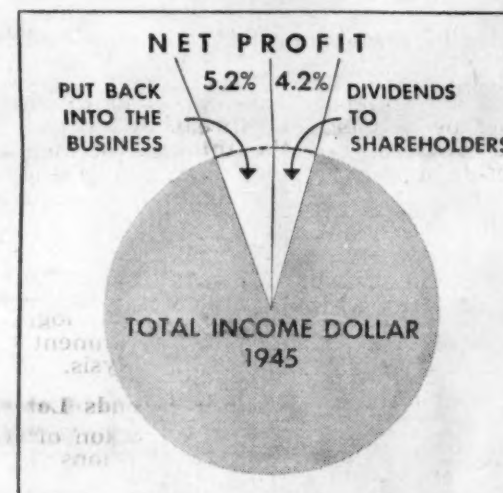 NET PROFIT
5.2% 4.2%
PUT BACK
INTO THE
BUSINESS
DIVIDENDS
TO
SHAREHOLDERS
TOTAL INCOME DOLLAR
1945